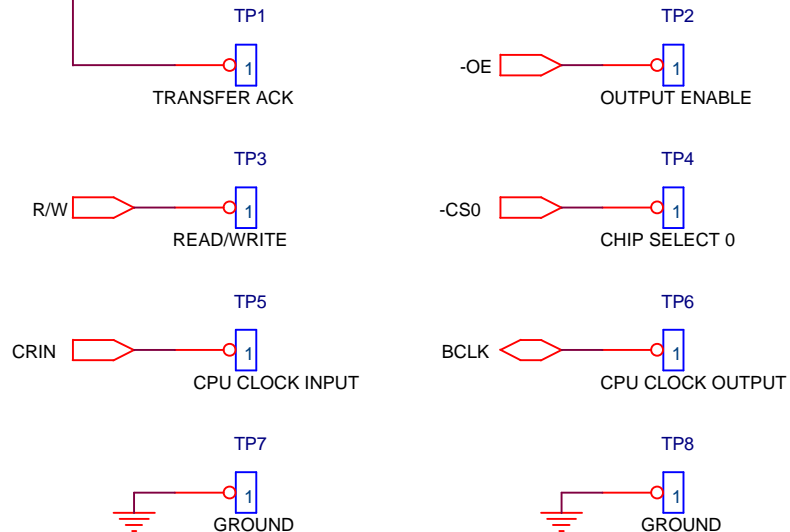 TP1 TP2
1 -OE 1
TRANSFER ACK OUTPUT ENABLE
TP3 TP4
R/W 1 -CS0 1
READ/WRITE CHIP SELECT 0
TP5 TP6
CRIN 1 BCLK 1
CPU CLOCK INPUT CPU CLOCK OUTPUT
TP7 TP8
1 1
GROUND GROUND